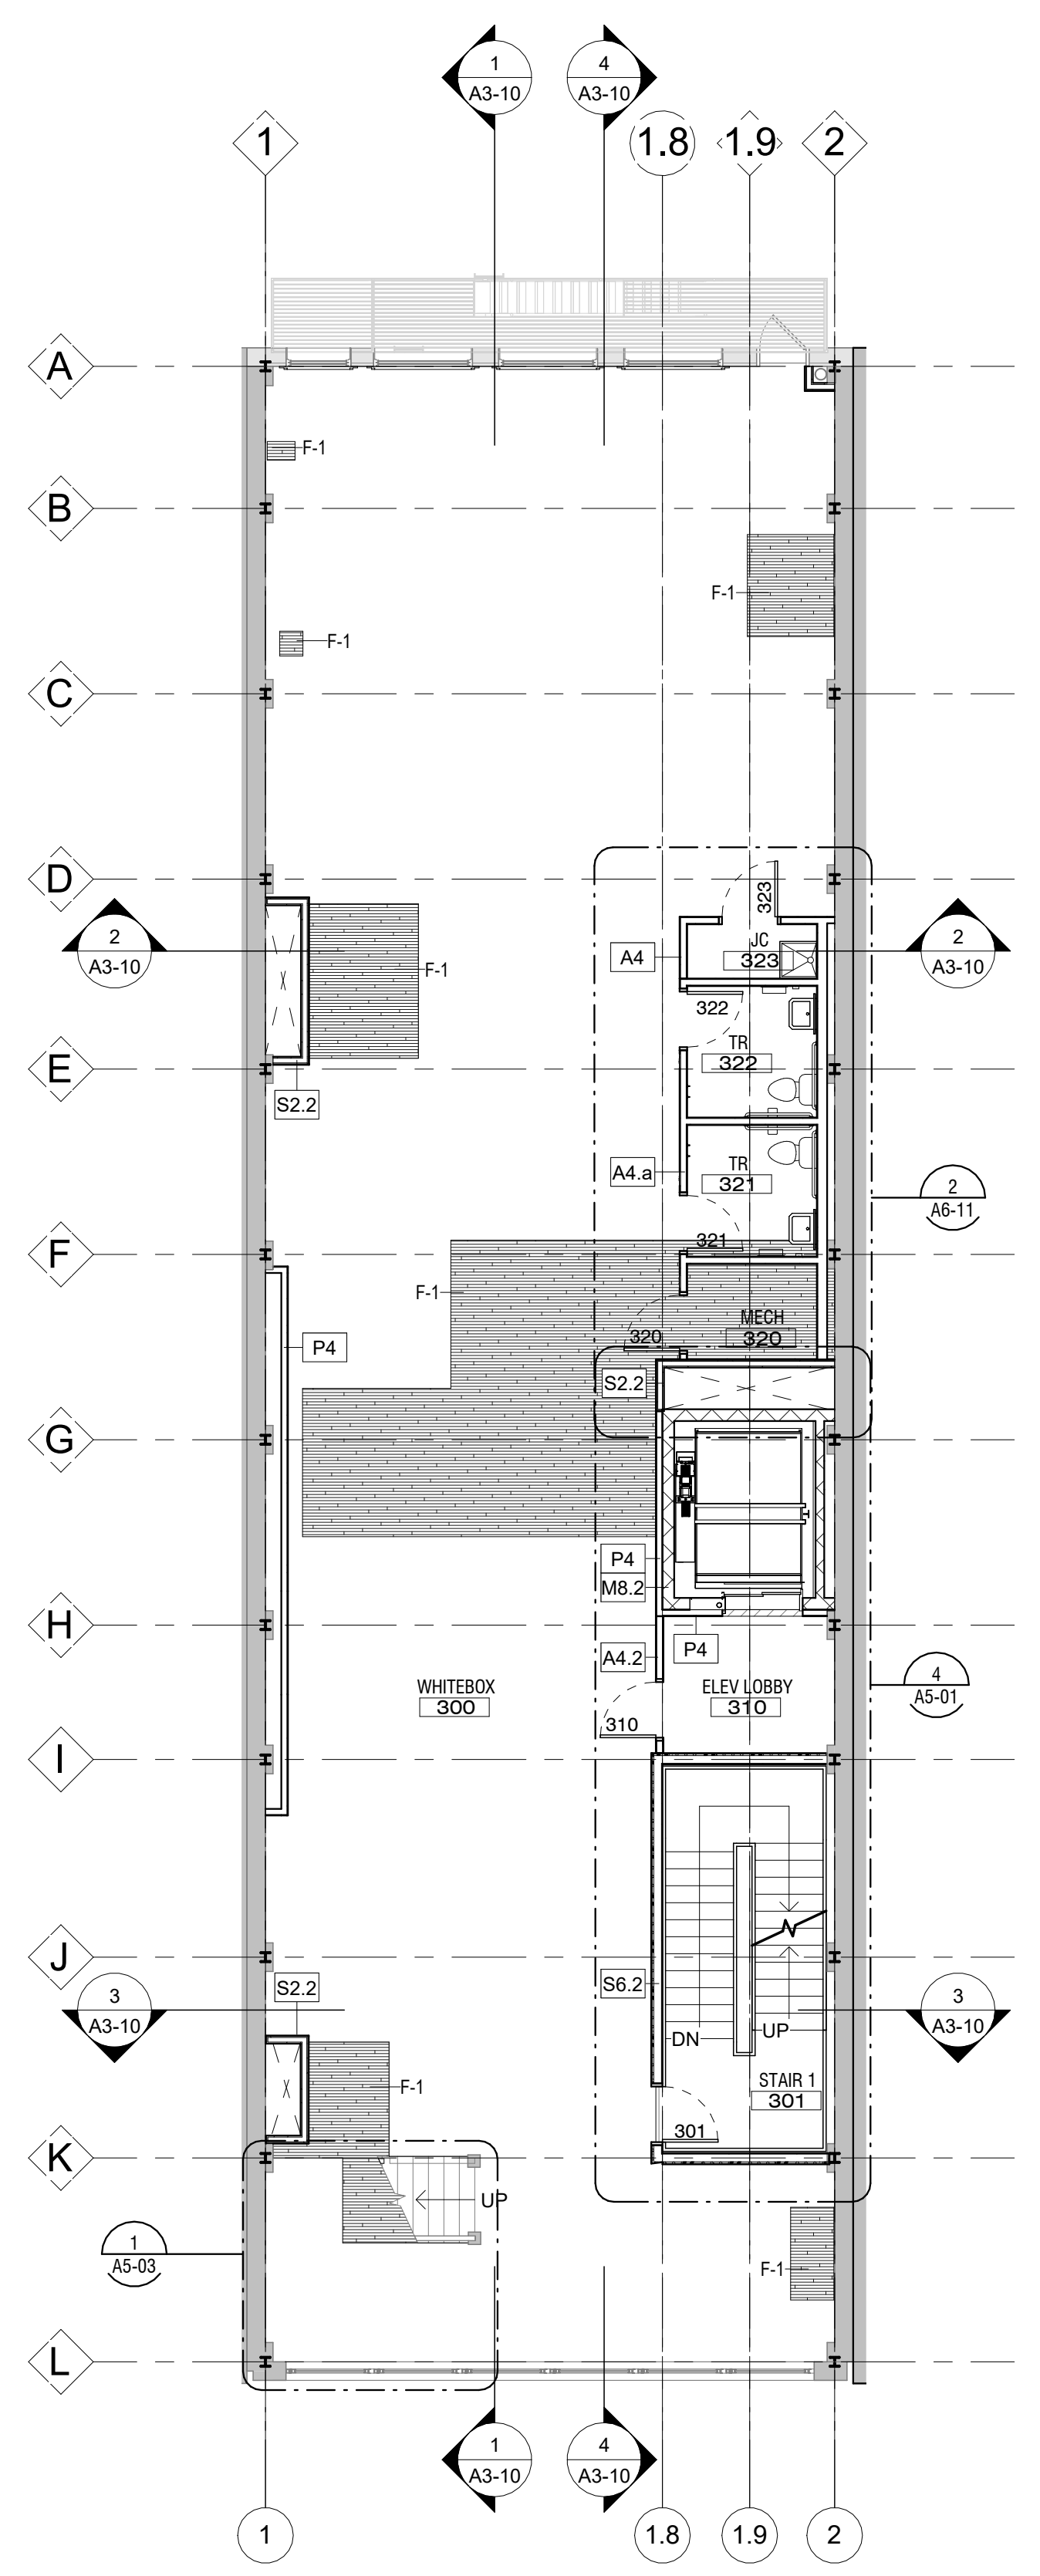 1
A3-10
4
A3-10
1
1.8
1.9
2
A
F-1
B
F-1
F-1
C
D
323
2
A3-10
2
A3-10
JC
323
A4
F-1
322
TR
322
E
S2.2
TR
321
A4.a
2
A6-11
321
F
F-1
MECH
320
320
P4
S2.2
G
P4
M8.2
H
P4
A4.2
WHITEBOX
300
ELEV LOBBY
310
4
A5-01
310
I
J
S2.2
S6.2
3
A3-10
3
A3-10
DN
UP
F-1
STAIR 1
301
301
K
UP
1
A5-03
F-1
L
1
A3-10
4
A3-10
1
1.8
1.9
2